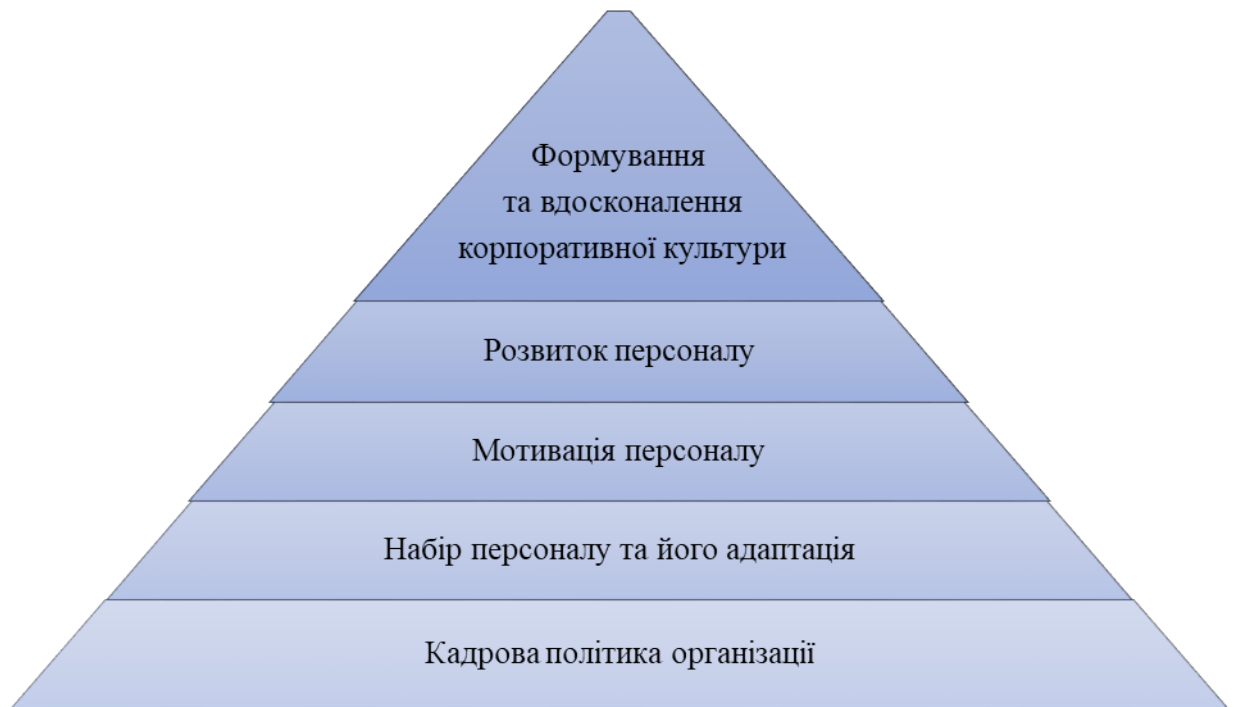 Формування
та вдосконалення
корпоративної культури
Розвиток персоналу
Мотивація персоналу
Набір персоналу та його адаптація
Кадрова політика організації